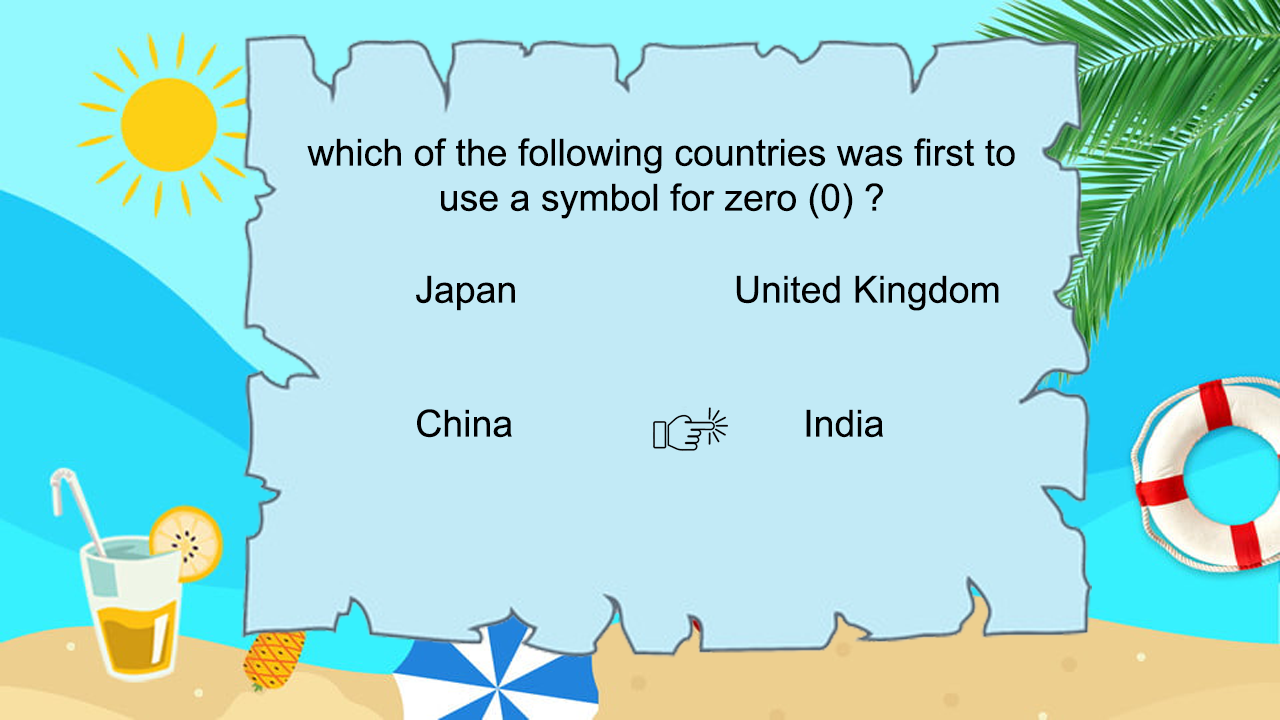 which of the following countries was first to
use a symbol for zero (0) ?
Japan
United Kingdom
China
India